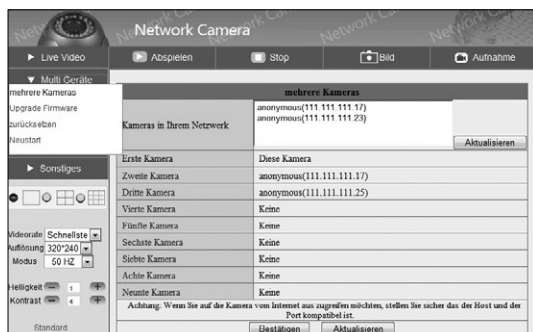 Network Camera
Live Video
Abspielen
Stop
Bild
Aufnahme
Multi Geräte
mehrere Kameras
Upgrade Firmware
zurücksetzen
Neustart
Sonstiges
Videorate Schnellste
Auflösung 320*240
Modus 50 HZ
Helligkeit 1
Kontrast 4
Standard
mehrere Kameras
Kameras in Ihrem Netzwerk
anonymous(111.111.111.17)
anonymous(111.111.111.23)
Aktualisieren
Erste Kamera Diese Kamera
Zweite Kamera anonymous(111.111.111.17)
Dritte Kamera anonymous(111.111.111.25)
Vierte Kamera Keine
Fünfte Kamera Keine
Sechste Kamera Keine
Siebte Kamera Keine
Achte Kamera Keine
Neunte Kamera Keine
Achtung. Wenn Sie auf die Kamera vom Internet aus zugreifen möchten, stellen Sie sicher das der Host und der
Port kompatibel ist.
Bestätigen Aktualisieren